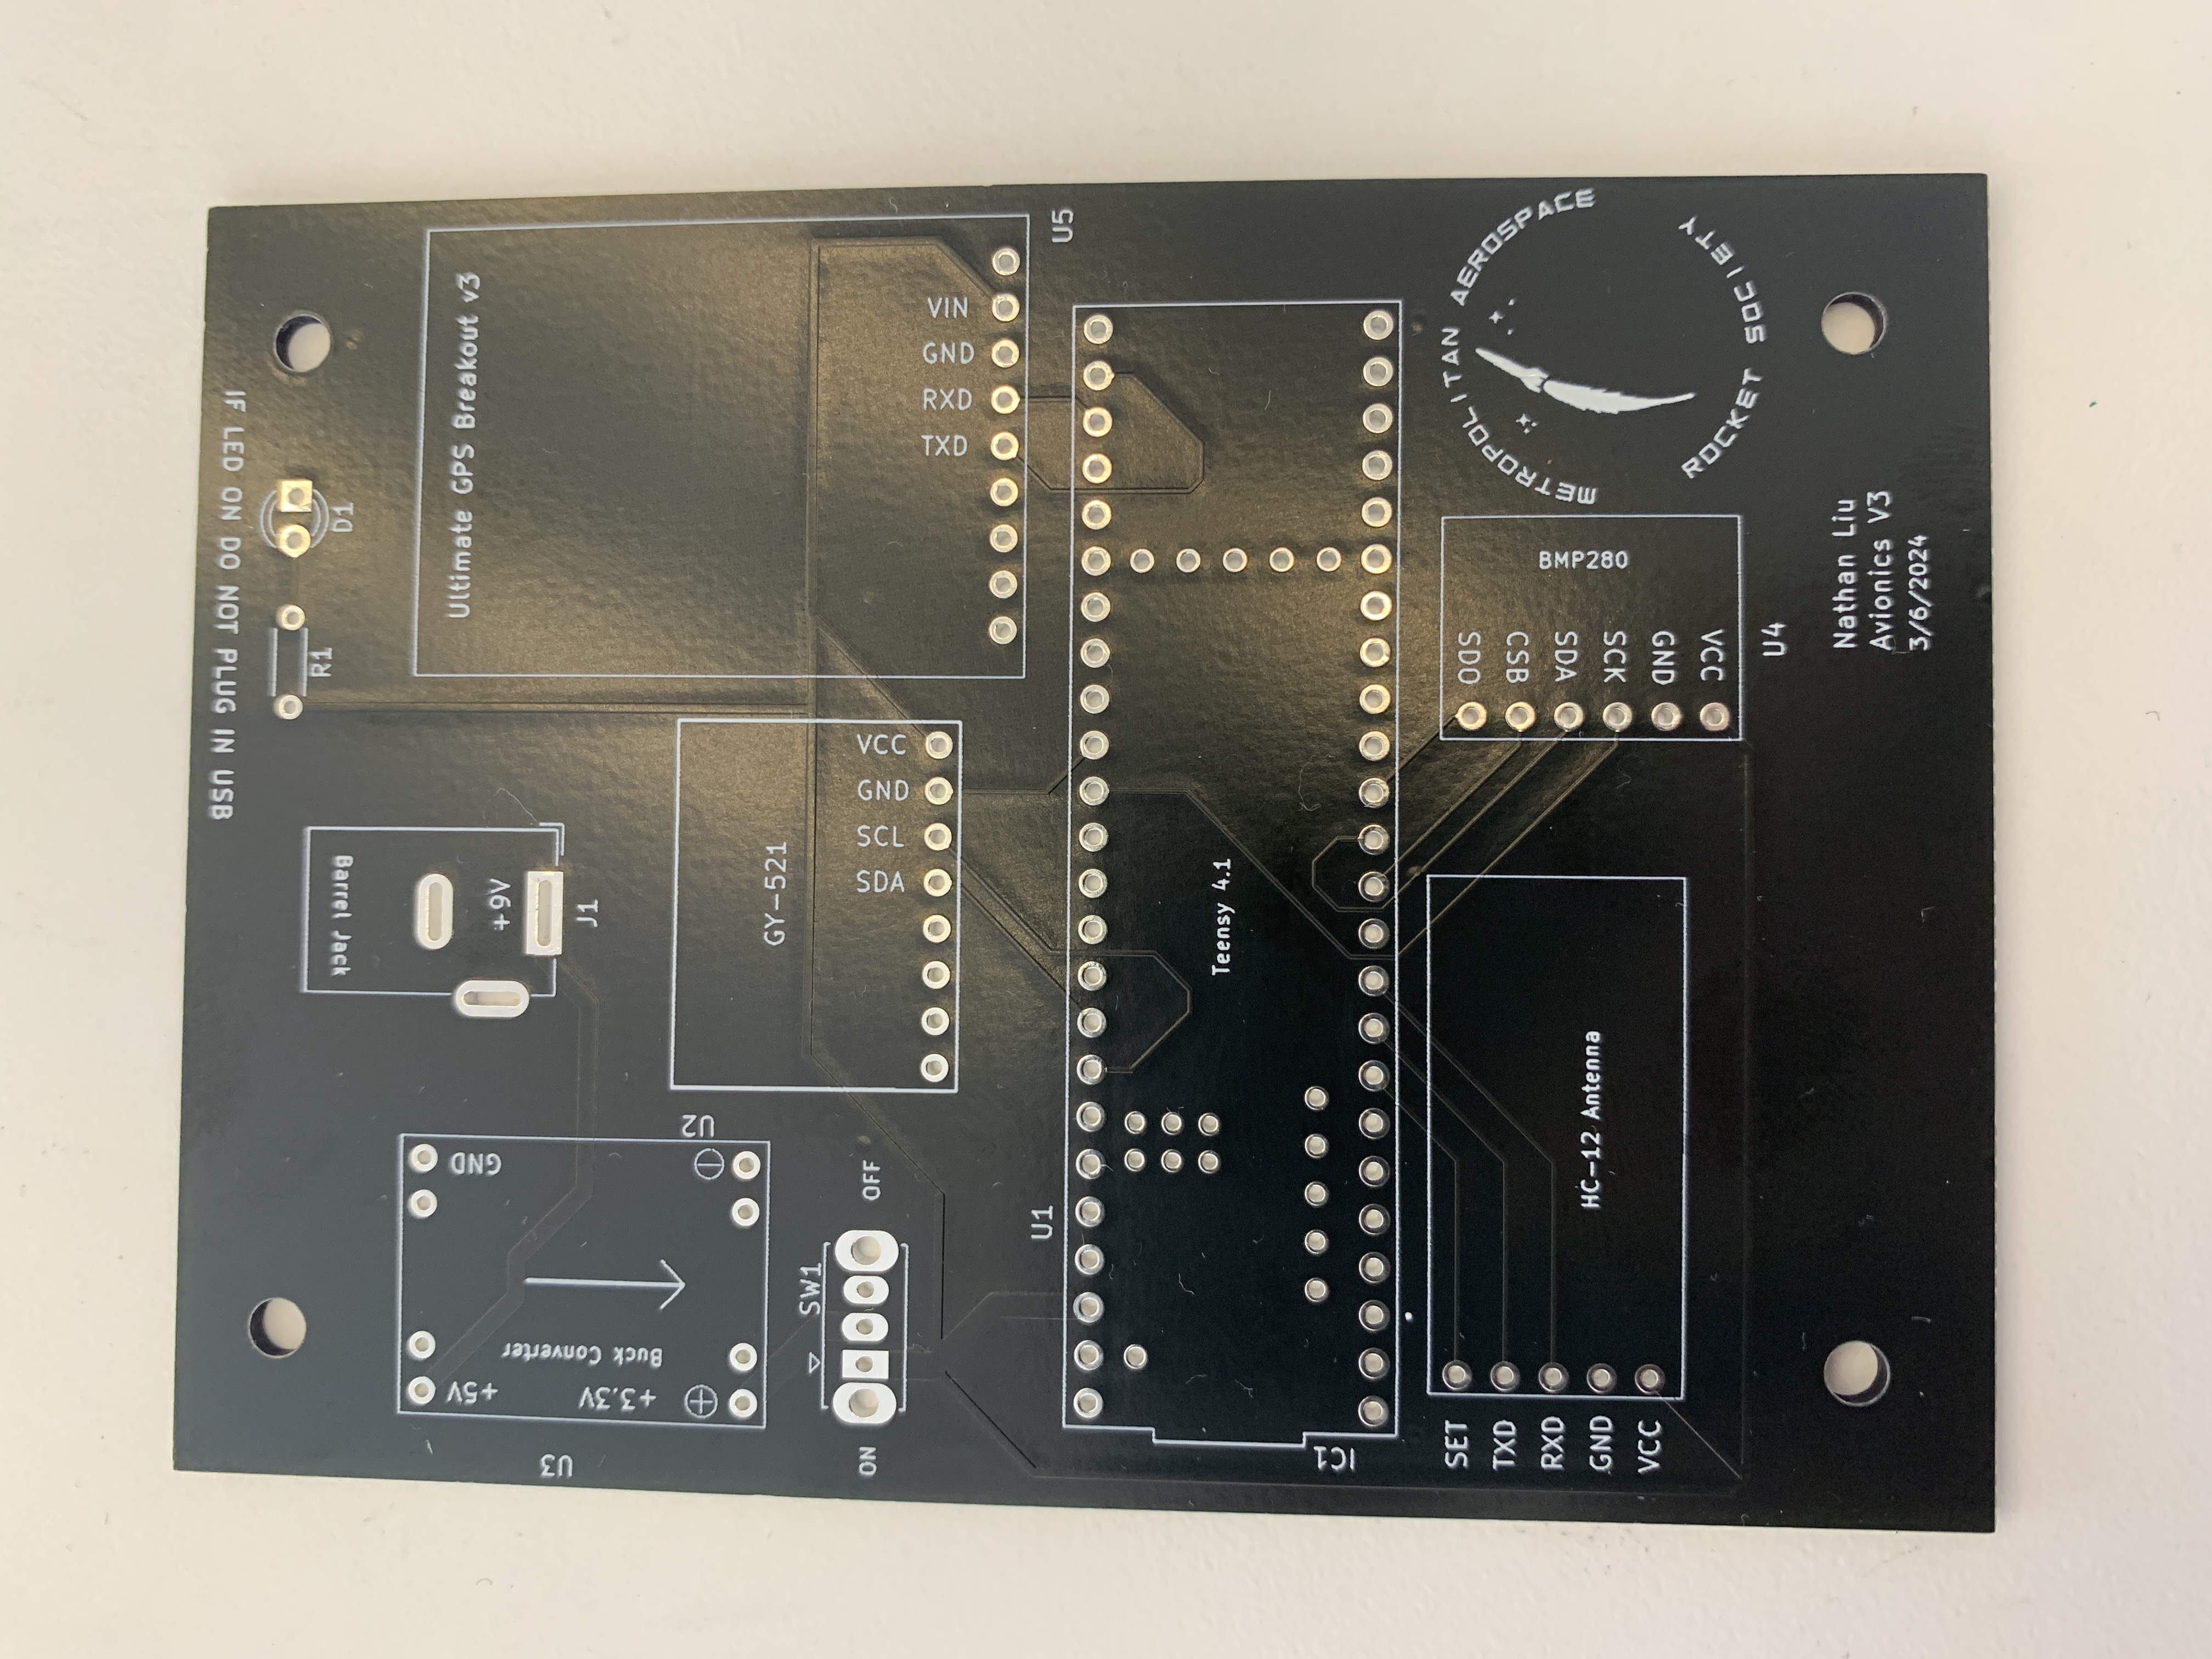 IF LED ON DO NOT PLUG IN USB
R1
D1
Barrel Jack
+9V
J1
+5V
GND
U3
+3.3V
Buck Converter
U2
Ultimate GPS Breakout v3
TXD
RXD
GND
VIN
U5
GY-521
SDA
SCL
GND
VCC
SW1
ON
OFF
U1
Teensy 4.1
IC1
SET
TXD
RXD
GND
VCC
HC-12 Antenna
SDO
CSB
SDA
SCK
GND
VCC
BMP280
U4
METROPOLITAN AEROSPACE
ROCKET SOCIETY
Nathan Liu
Avionics V3
3/6/2024